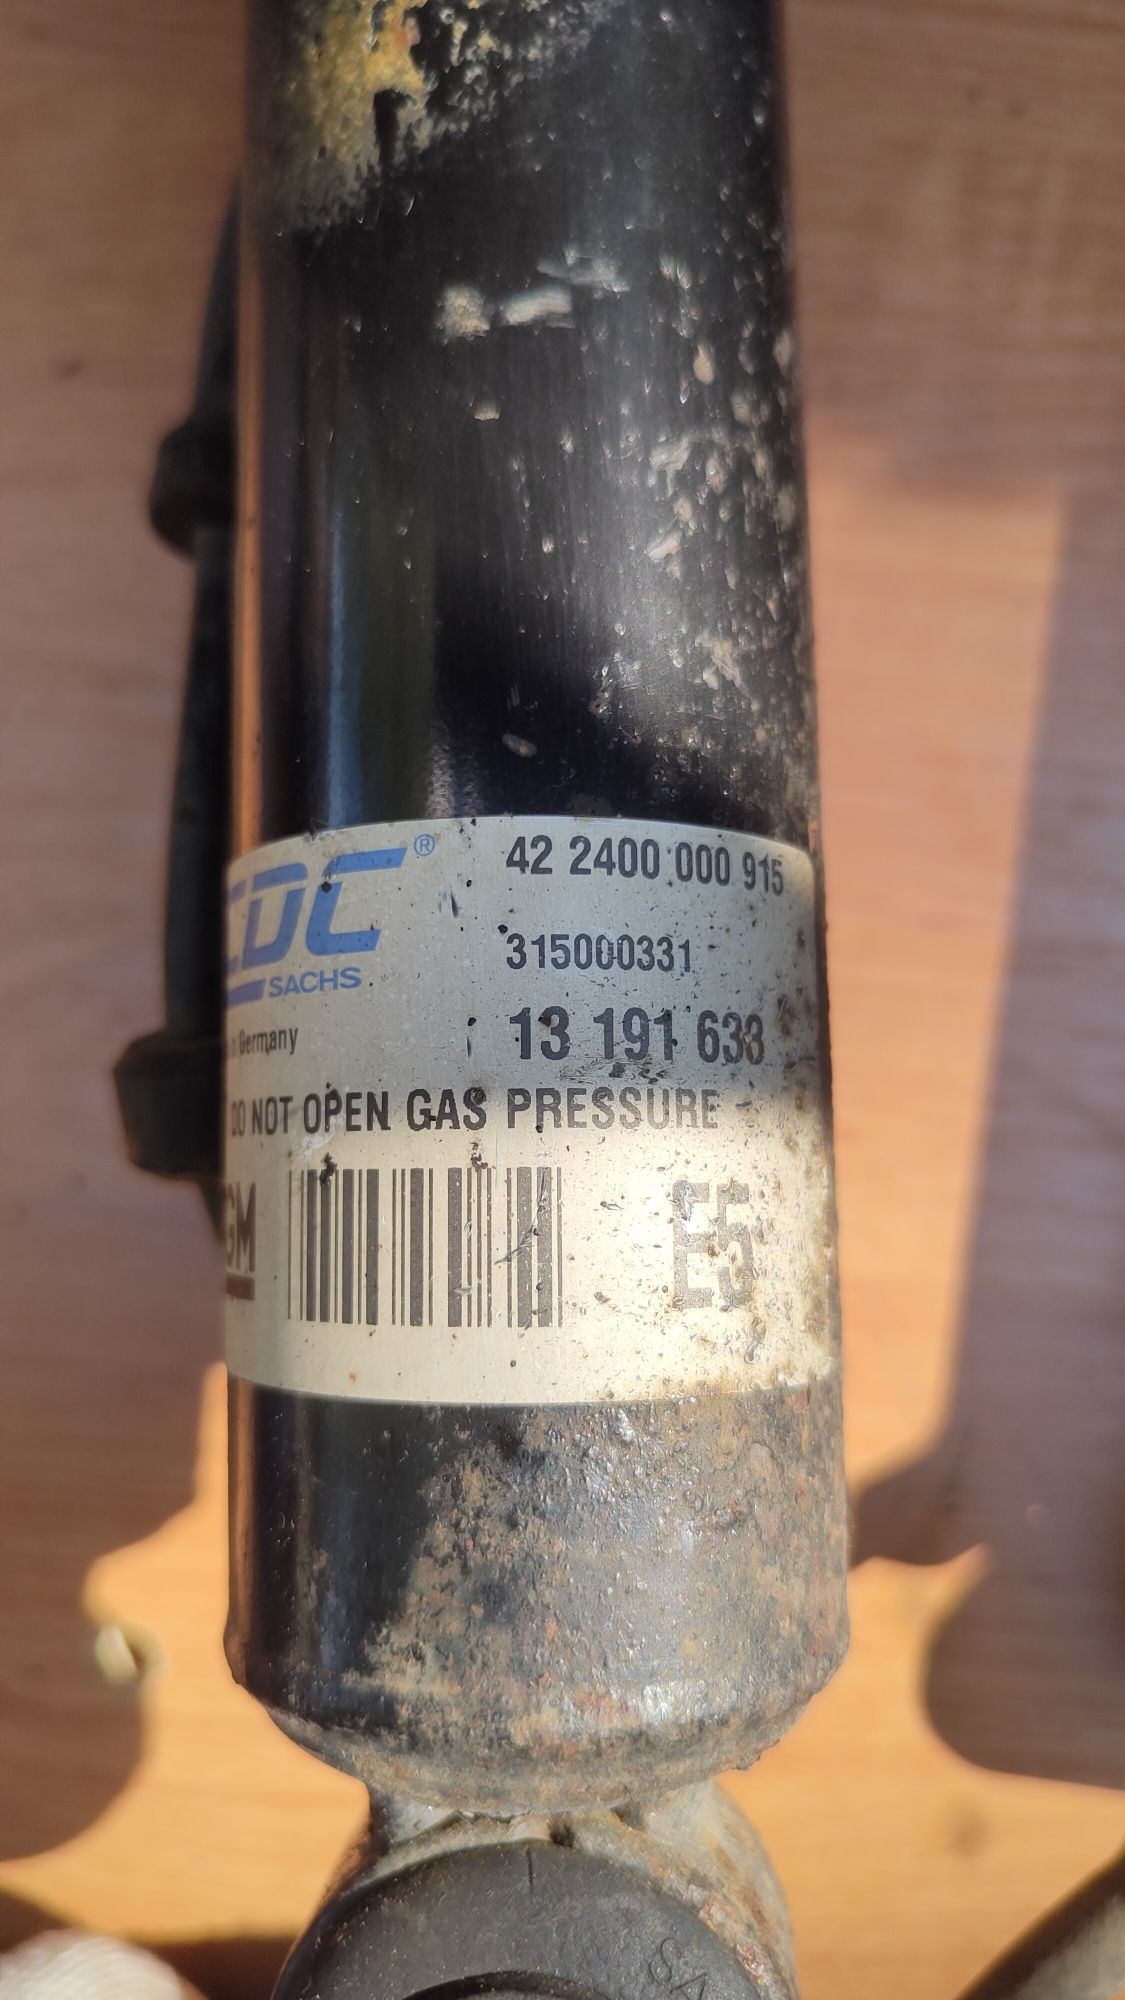 CDC®
SACHS
42 2400 000 915
315000331
13 191 633
Germany
DO NOT OPEN GAS PRESSURE
GM
E5